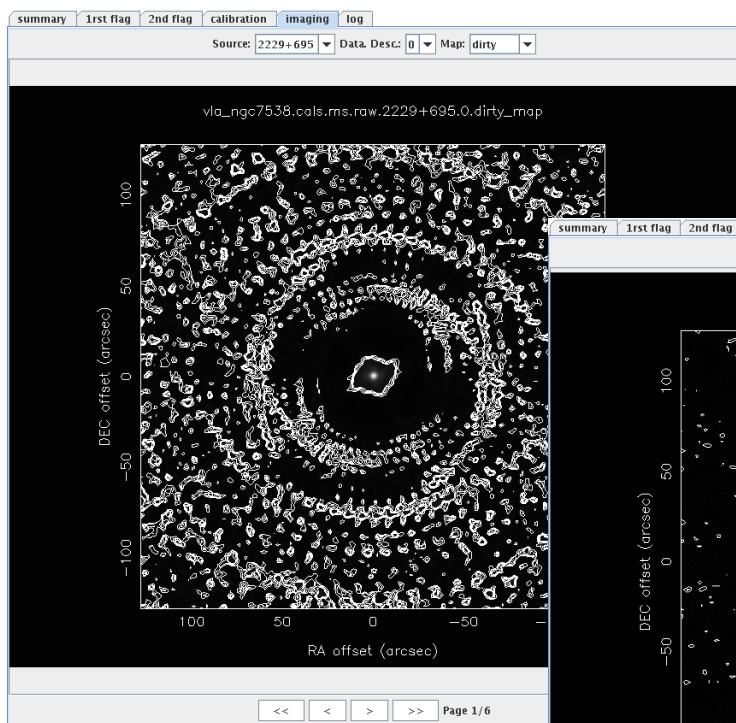 summary 1rst flag 2nd flag calibration imaging log
Source: 2229+695 Data. Desc.: 0 Map: dirty
vla_ngc7538.cals.ms.raw.2229+695.0.dirty_map
100
50
0
−50
−100
DEC offset (arcsec)
100 50 0 −50 −
RA offset (arcsec)
<< < > >> Page 1/6
summary 1rst flag 2nd flag
100
50
0
−50
DEC offset (arcsec)